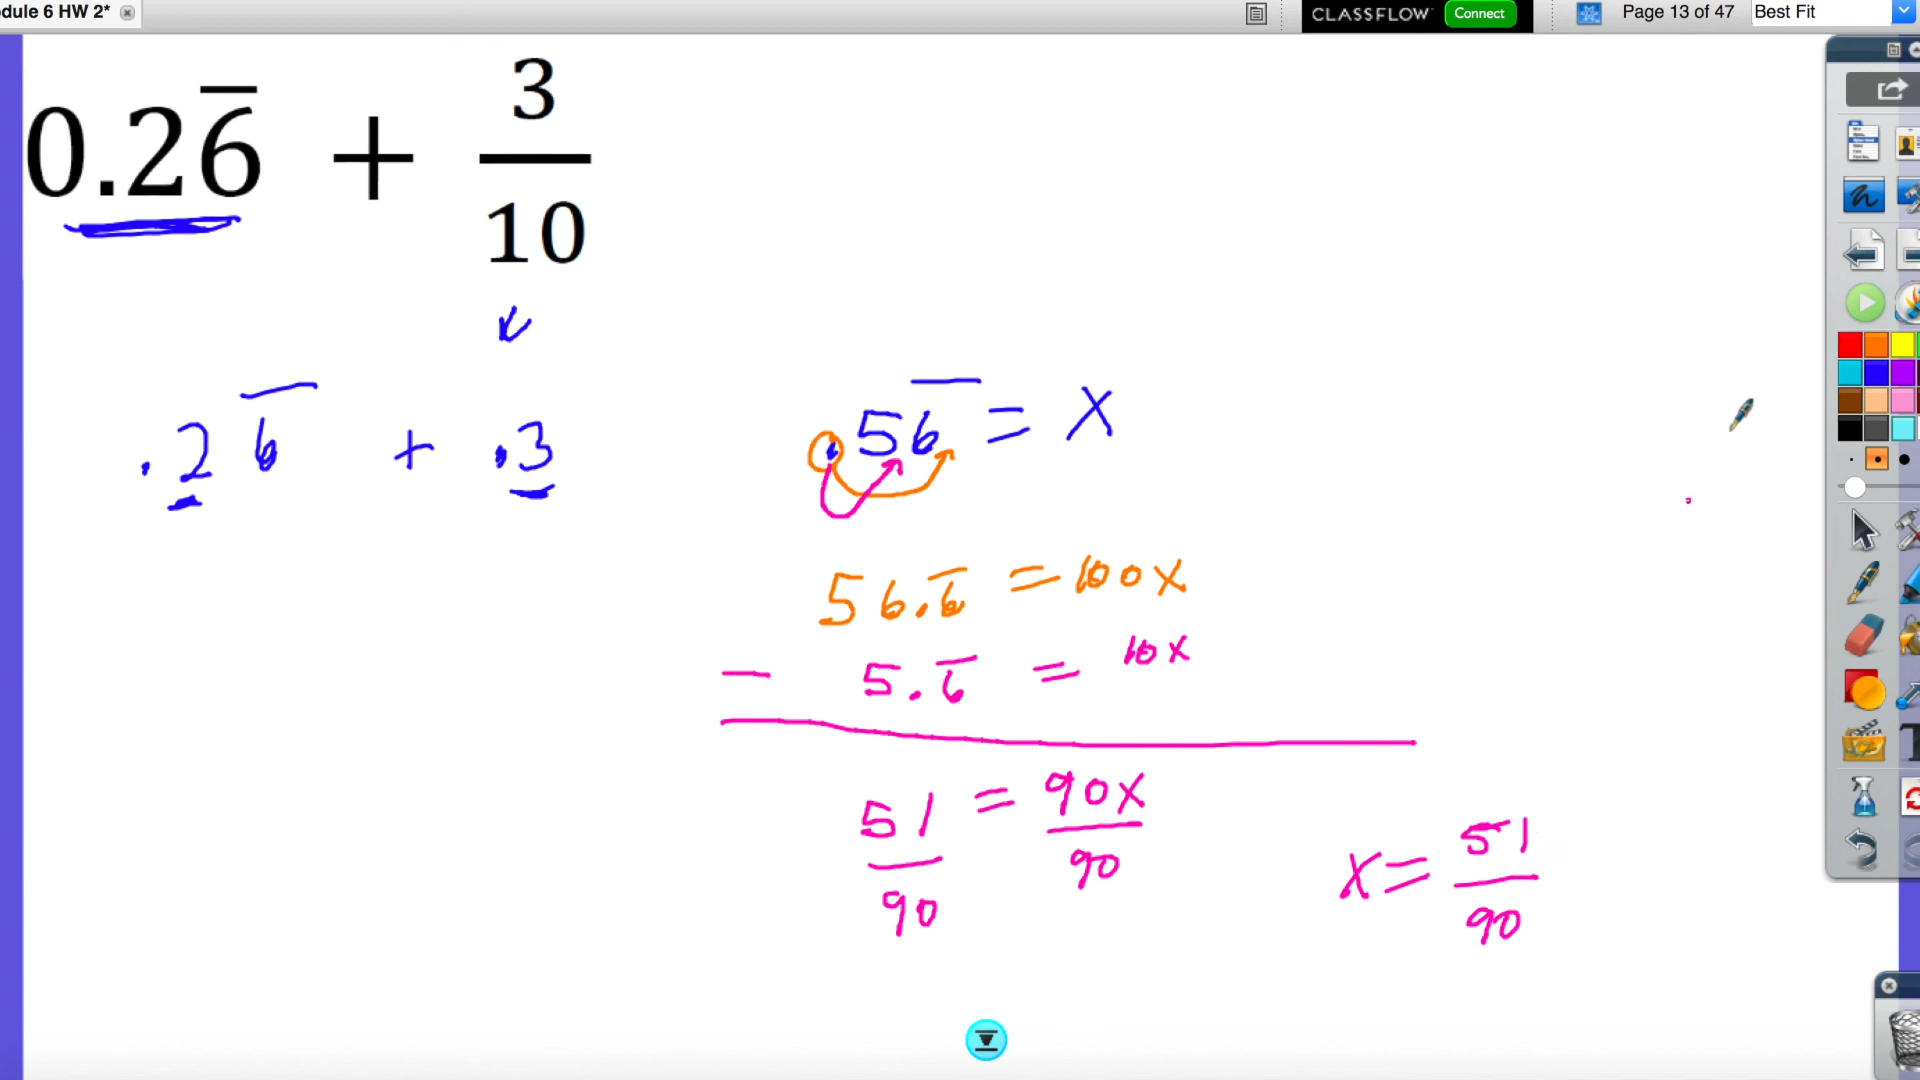 dule 6 HW 2*
CLASSFLOW Connect
Page 13 of 47 Best Fit
0.26̅ + 3/10
.26̅ + .3
.56̅ = X
56.6̅ = 100x
- 5.6̅ = 10x
51/90 = 90x/90
x = 51/90